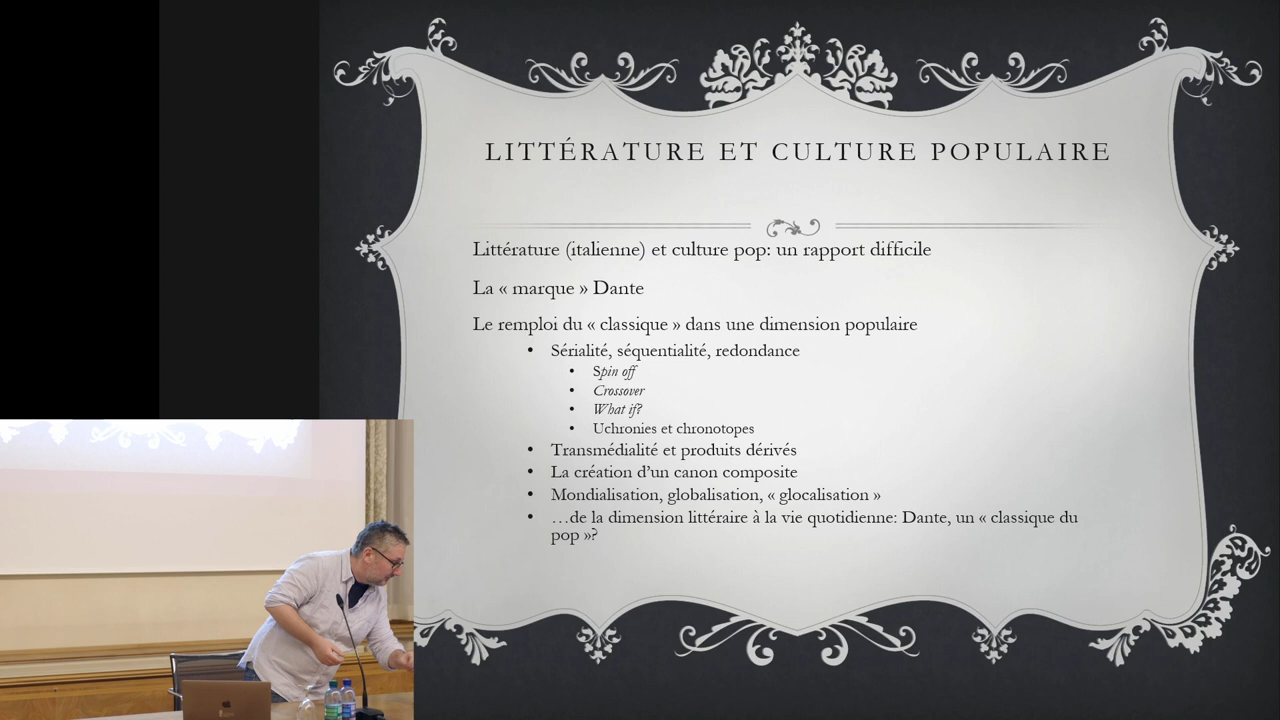 LITTÉRATURE ET CULTURE POPULAIRE
Littérature (italienne) et culture pop: un rapport difficile
La « marque » Dante
Le remploi du « classique » dans une dimension populaire
• Sérialité, séquentialité, redondance
• Spin off
• Crossover
• What if?
• Uchronies et chronotopes
• Transmédialité et produits dérivés
• La création d’un canon composite
• Mondialisation, globalisation, « glocalisation »
• …de la dimension littéraire à la vie quotidienne: Dante, un « classique du
pop »?